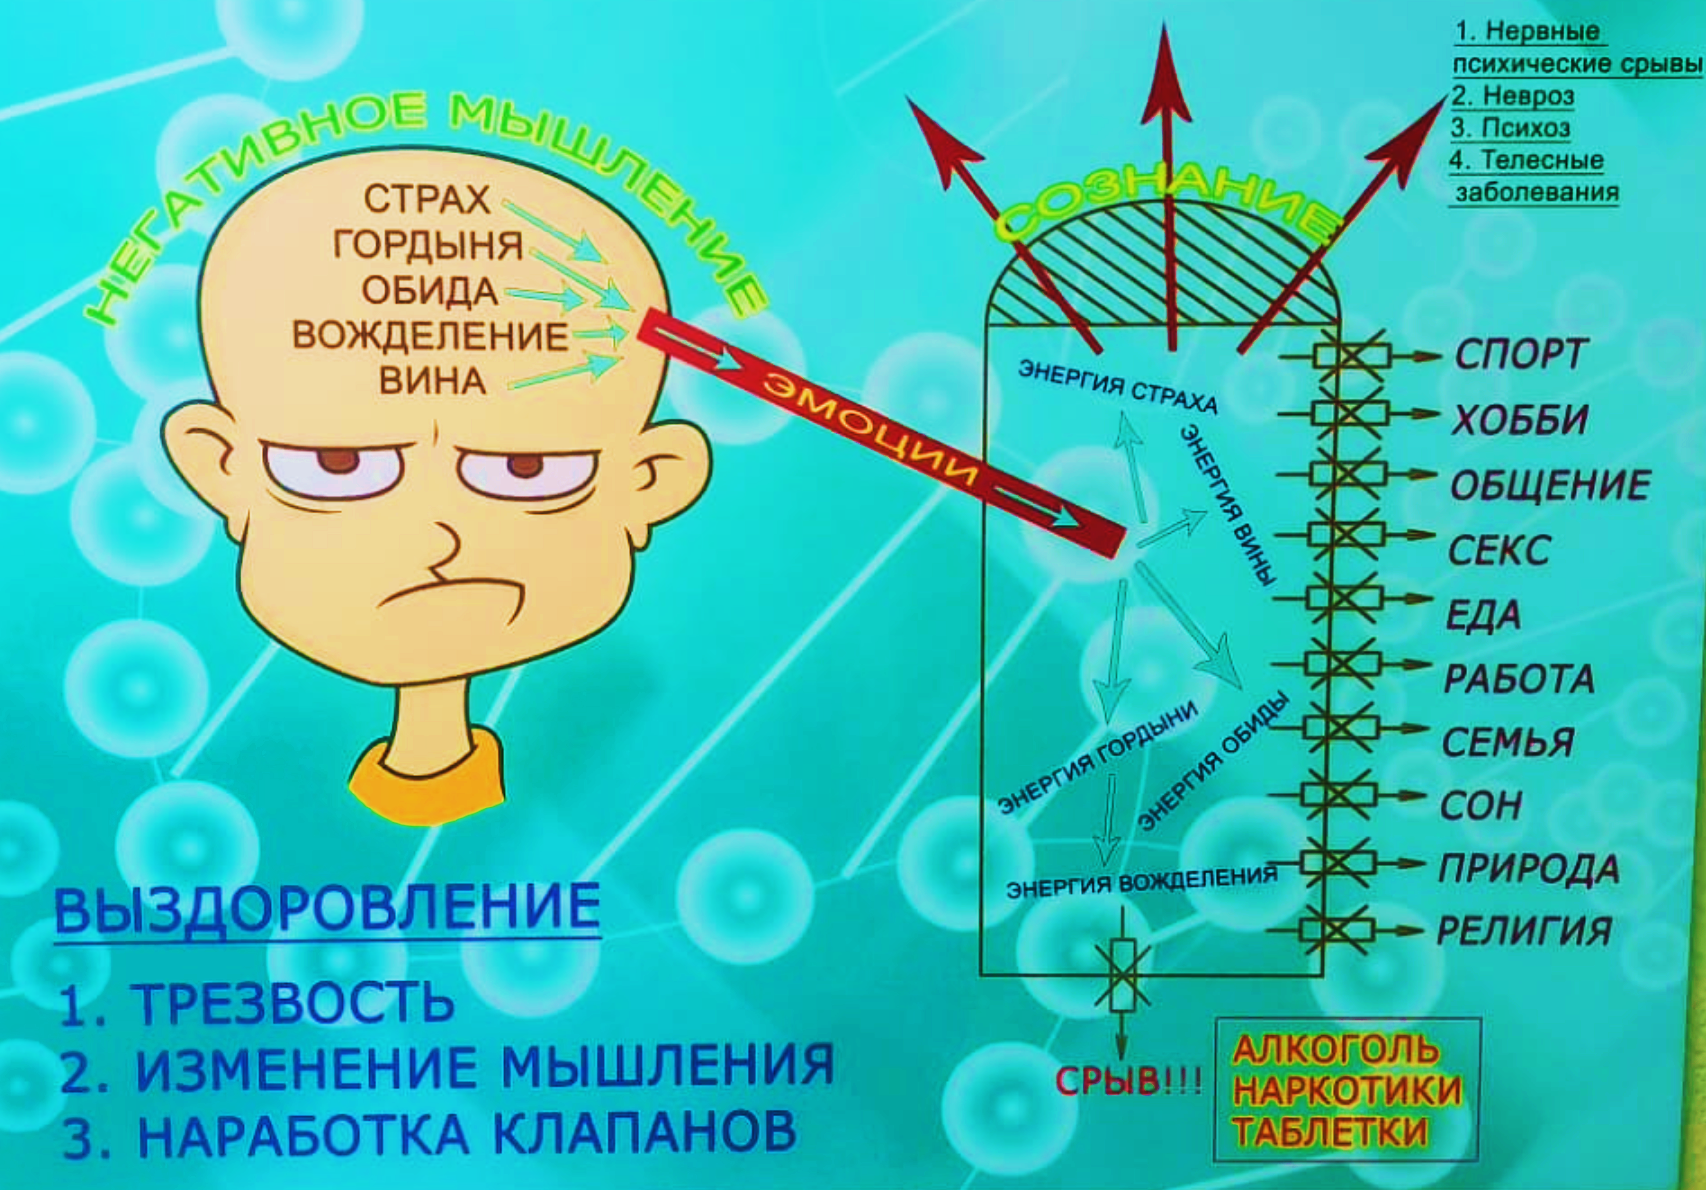 НЕГАТИВНОЕ МЫШЛЕНИЕ
СТРАХ
ГОРДЫНЯ
ОБИДА
ВОЖДЕЛЕНИЕ
ВИНА
ЭМОЦИИ
СОЗНАНИЕ
1. Нервные
психические срывы
2. Невроз
3. Психоз
4. Телесные
заболевания
ЭНЕРГИЯ СТРАХА
ЭНЕРГИЯ ВИНЫ
ЭНЕРГИЯ ГОРДЫНИ
ЭНЕРГИЯ ОБИДЫ
ЭНЕРГИЯ ВОЖДЕЛЕНИЯ
СПОРТ
ХОББИ
ОБЩЕНИЕ
СЕКС
ЕДА
РАБОТА
СЕМЬЯ
СОН
ПРИРОДА
РЕЛИГИЯ
СРЫВ!!!
АЛКОГОЛЬ
НАРКОТИКИ
ТАБЛЕТКИ
ВЫЗДОРОВЛЕНИЕ
1. ТРЕЗВОСТЬ
2. ИЗМЕНЕНИЕ МЫШЛЕНИЯ
3. НАРАБОТКА КЛАПАНОВ